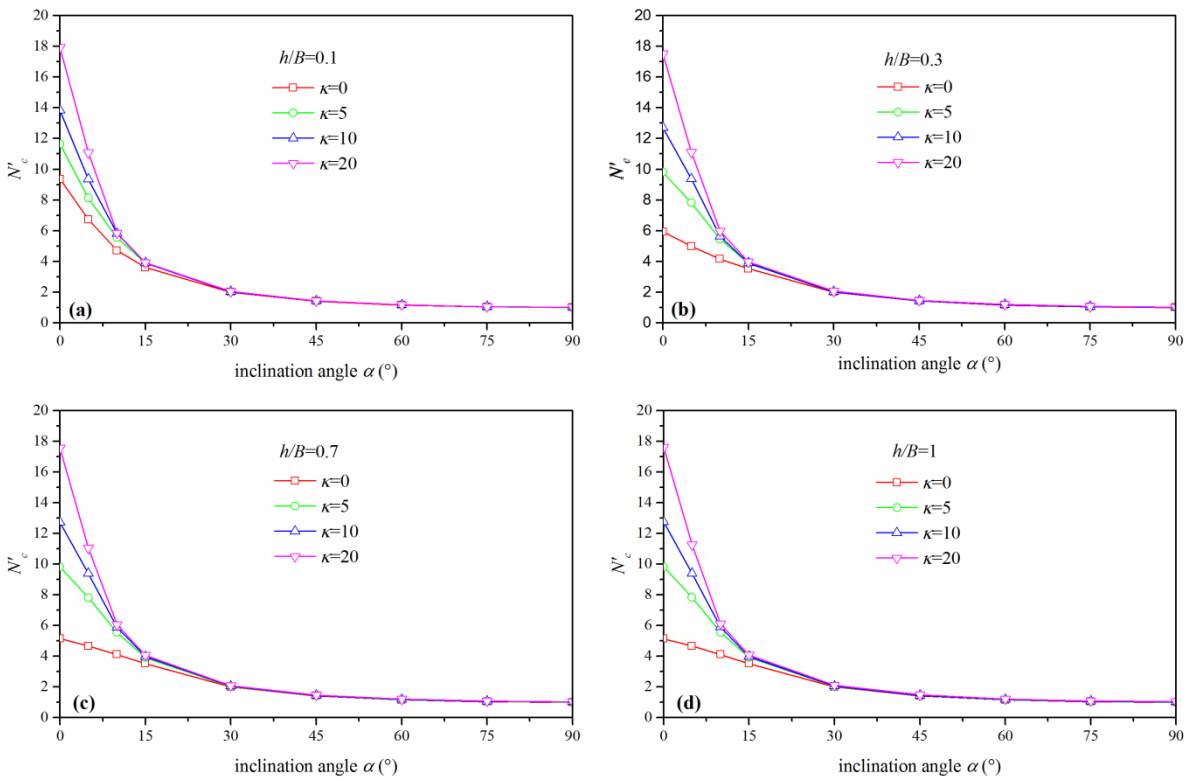 20
18
16
14
12
10
8
6
4
2
0
N'c
h/B=0.1
κ=0
κ=5
κ=10
κ=20
(a)
0 15 30 45 60 75 90
inclination angle α (°)
20
18
16
14
12
10
8
6
4
2
0
N'c
h/B=0.3
κ=0
κ=5
κ=10
κ=20
(b)
0 15 30 45 60 75 90
inclination angle α (°)
20
18
16
14
12
10
8
6
4
2
0
N'c
h/B=0.7
κ=0
κ=5
κ=10
κ=20
(c)
0 15 30 45 60 75 90
inclination angle α (°)
20
18
16
14
12
10
8
6
4
2
0
N'c
h/B=1
κ=0
κ=5
κ=10
κ=20
(d)
0 15 30 45 60 75 90
inclination angle α (°)